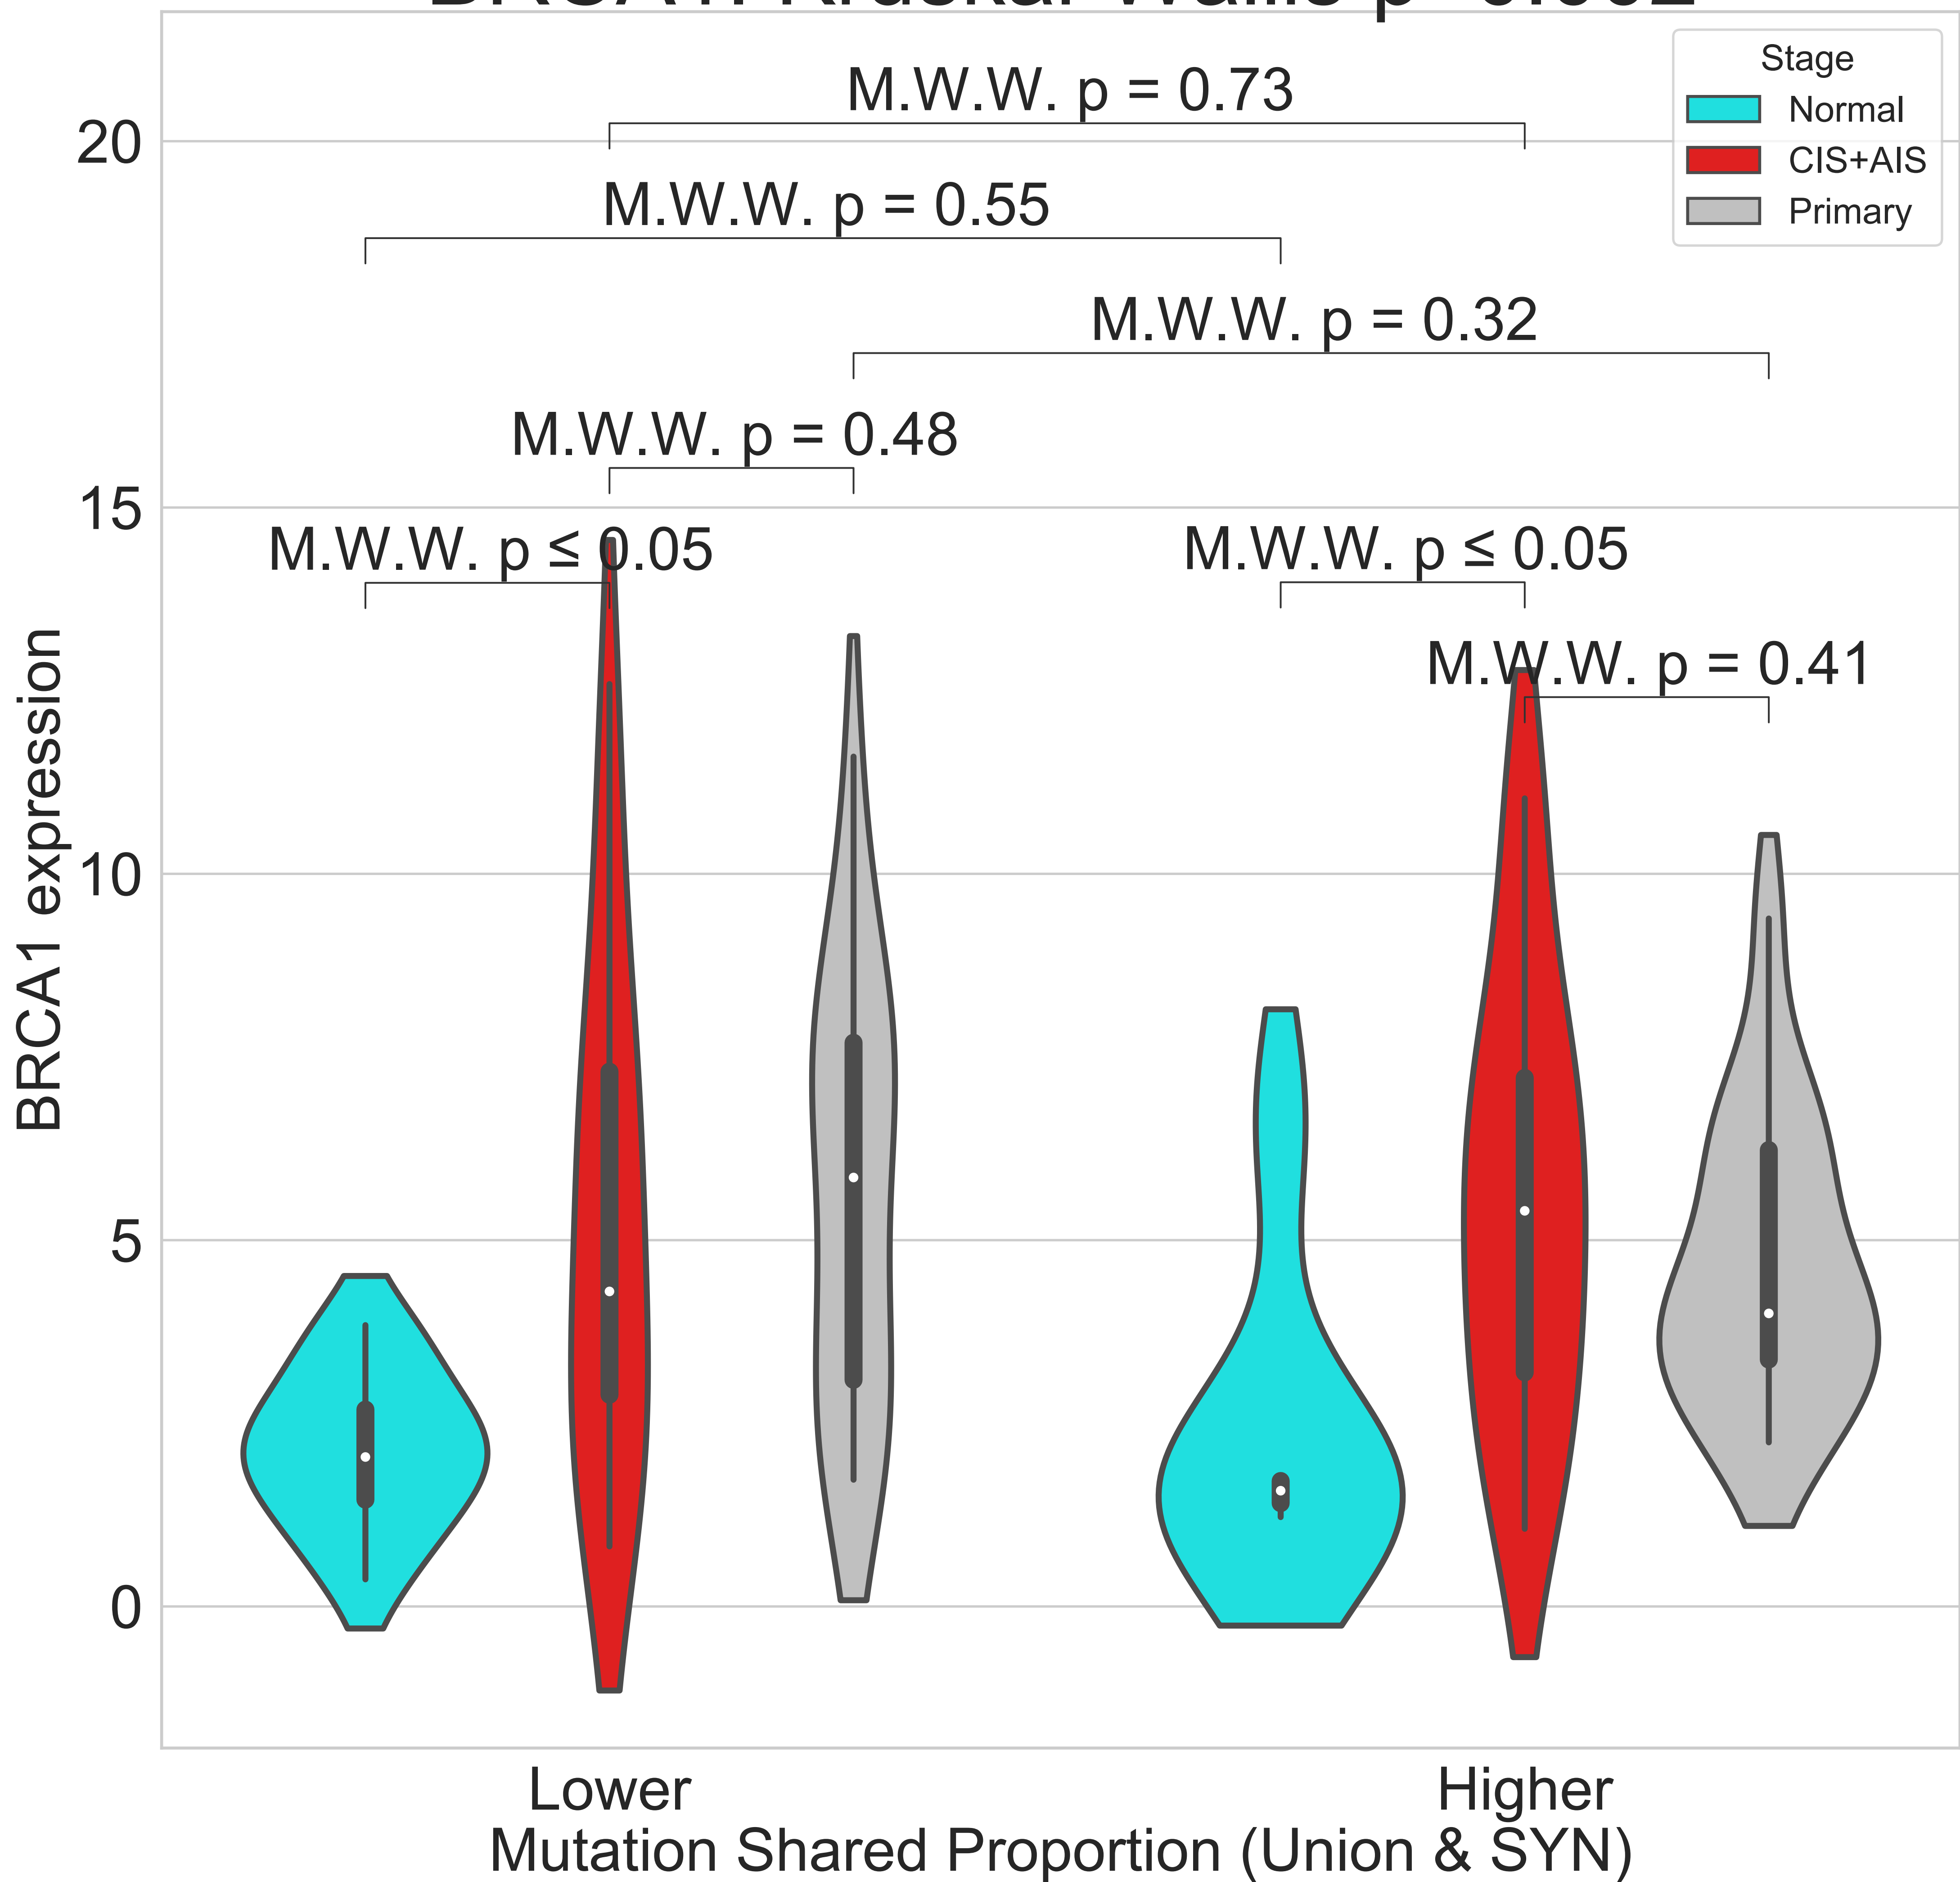 Stage
Normal
CIS+AIS
Primary
M.W.W. p = 0.73
M.W.W. p = 0.55
M.W.W. p = 0.32
M.W.W. p = 0.48
M.W.W. p ≤ 0.05
M.W.W. p ≤ 0.05
M.W.W. p = 0.41
20
15
10
5
0
BRCA1 expression
Lower
Higher
Mutation Shared Proportion (Union & SYN)